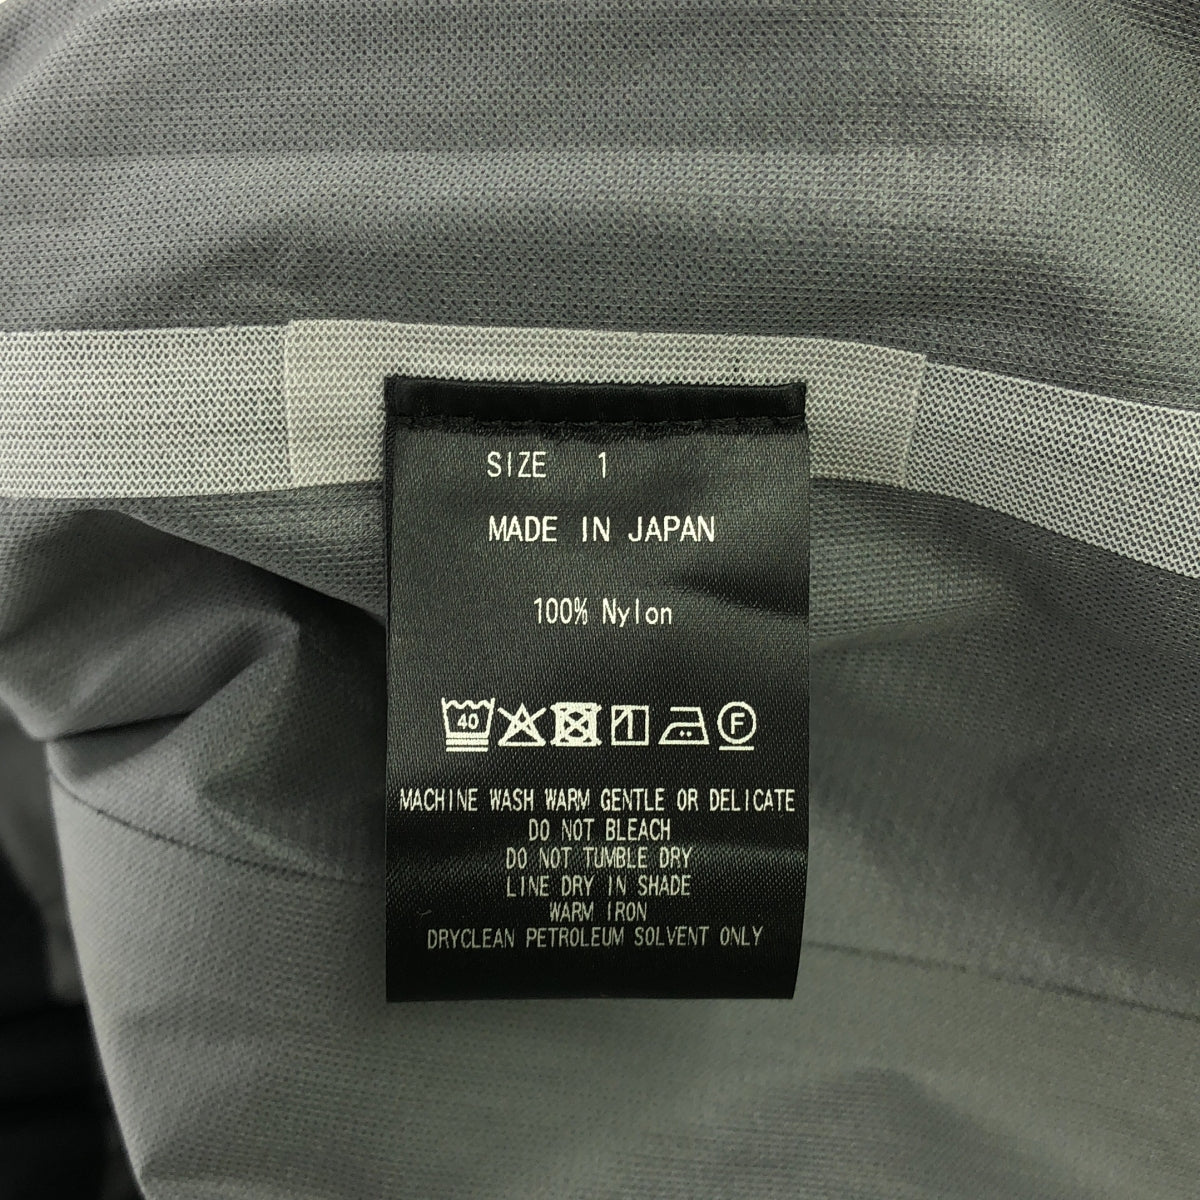 SIZE 1
MADE IN JAPAN
100% Nylon
40 F
MACHINE WASH WARM GENTLE OR DELICATE
DO NOT BLEACH
DO NOT TUMBLE DRY
LINE DRY IN SHADE
WARM IRON
DRYCLEAN PETROLEUM SOLVENT ONLY